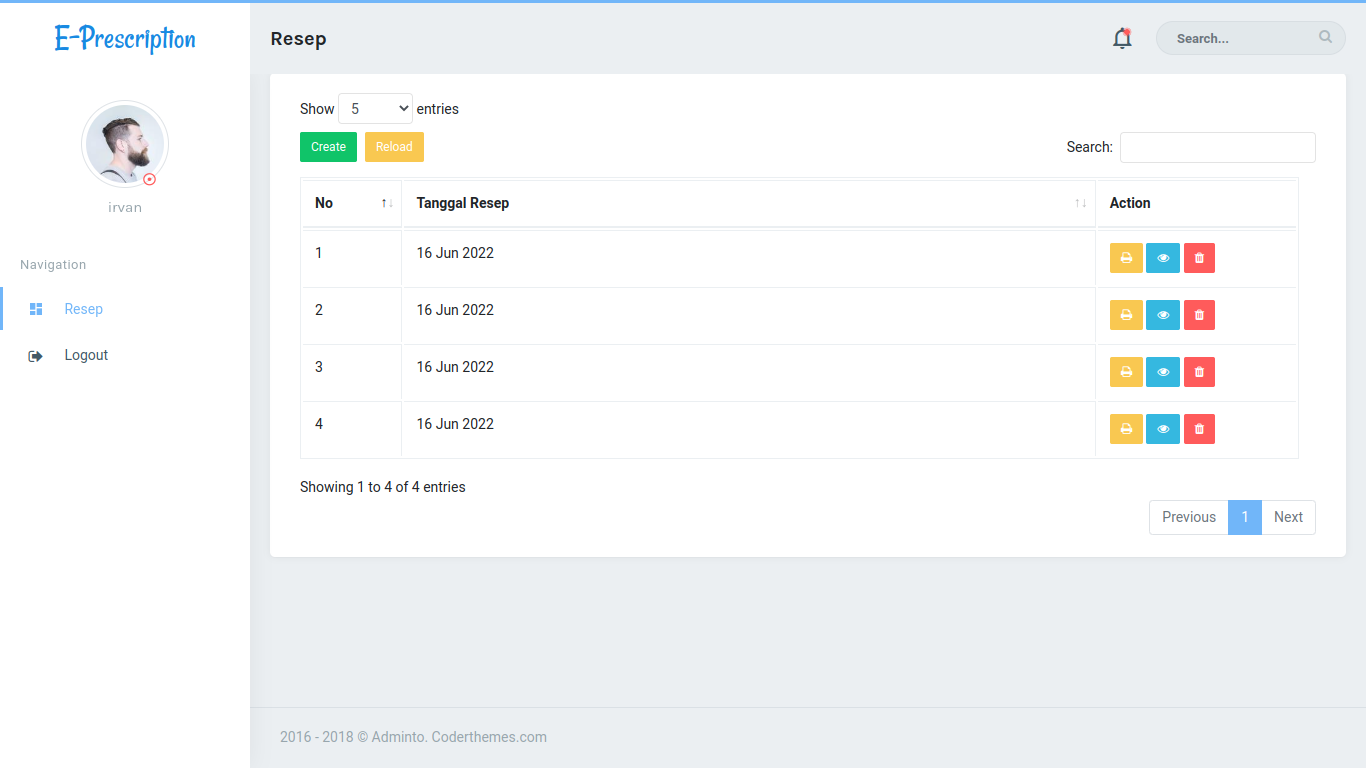 E-Prescription
Resep
Search...
irvan
Navigation
Resep
Logout
Show 5 entries
Create Reload
Search:
No Tanggal Resep Action
1 16 Jun 2022
2 16 Jun 2022
3 16 Jun 2022
4 16 Jun 2022
Showing 1 to 4 of 4 entries
Previous 1 Next
2016 - 2018 © Adminto. Coderthemes.com